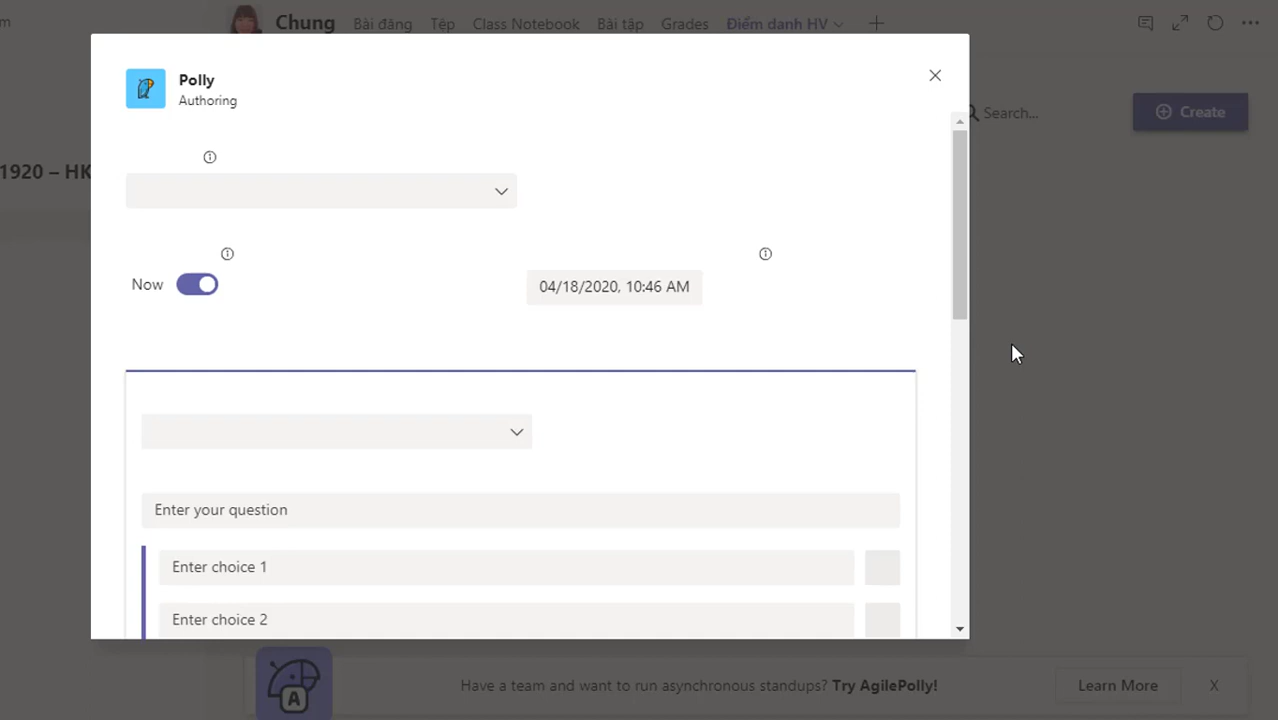 m
Chung Bài đăng Tệp Class Notebook Bài tập Grades Điểm danh HV
Polly
Authoring
Search...
Create
1920 – HK
Now
04/18/2020, 10:46 AM
Enter your question
Enter choice 1
Enter choice 2
A
Have a team and want to run asynchronous standups? Try AgilePolly!
Learn More
X